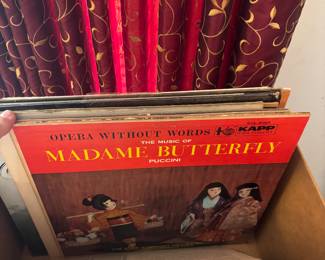 OPERA WITHOUT WORDS
KAPP
THE MUSIC OF
MADAME BUTTERFLY
PUCCINI